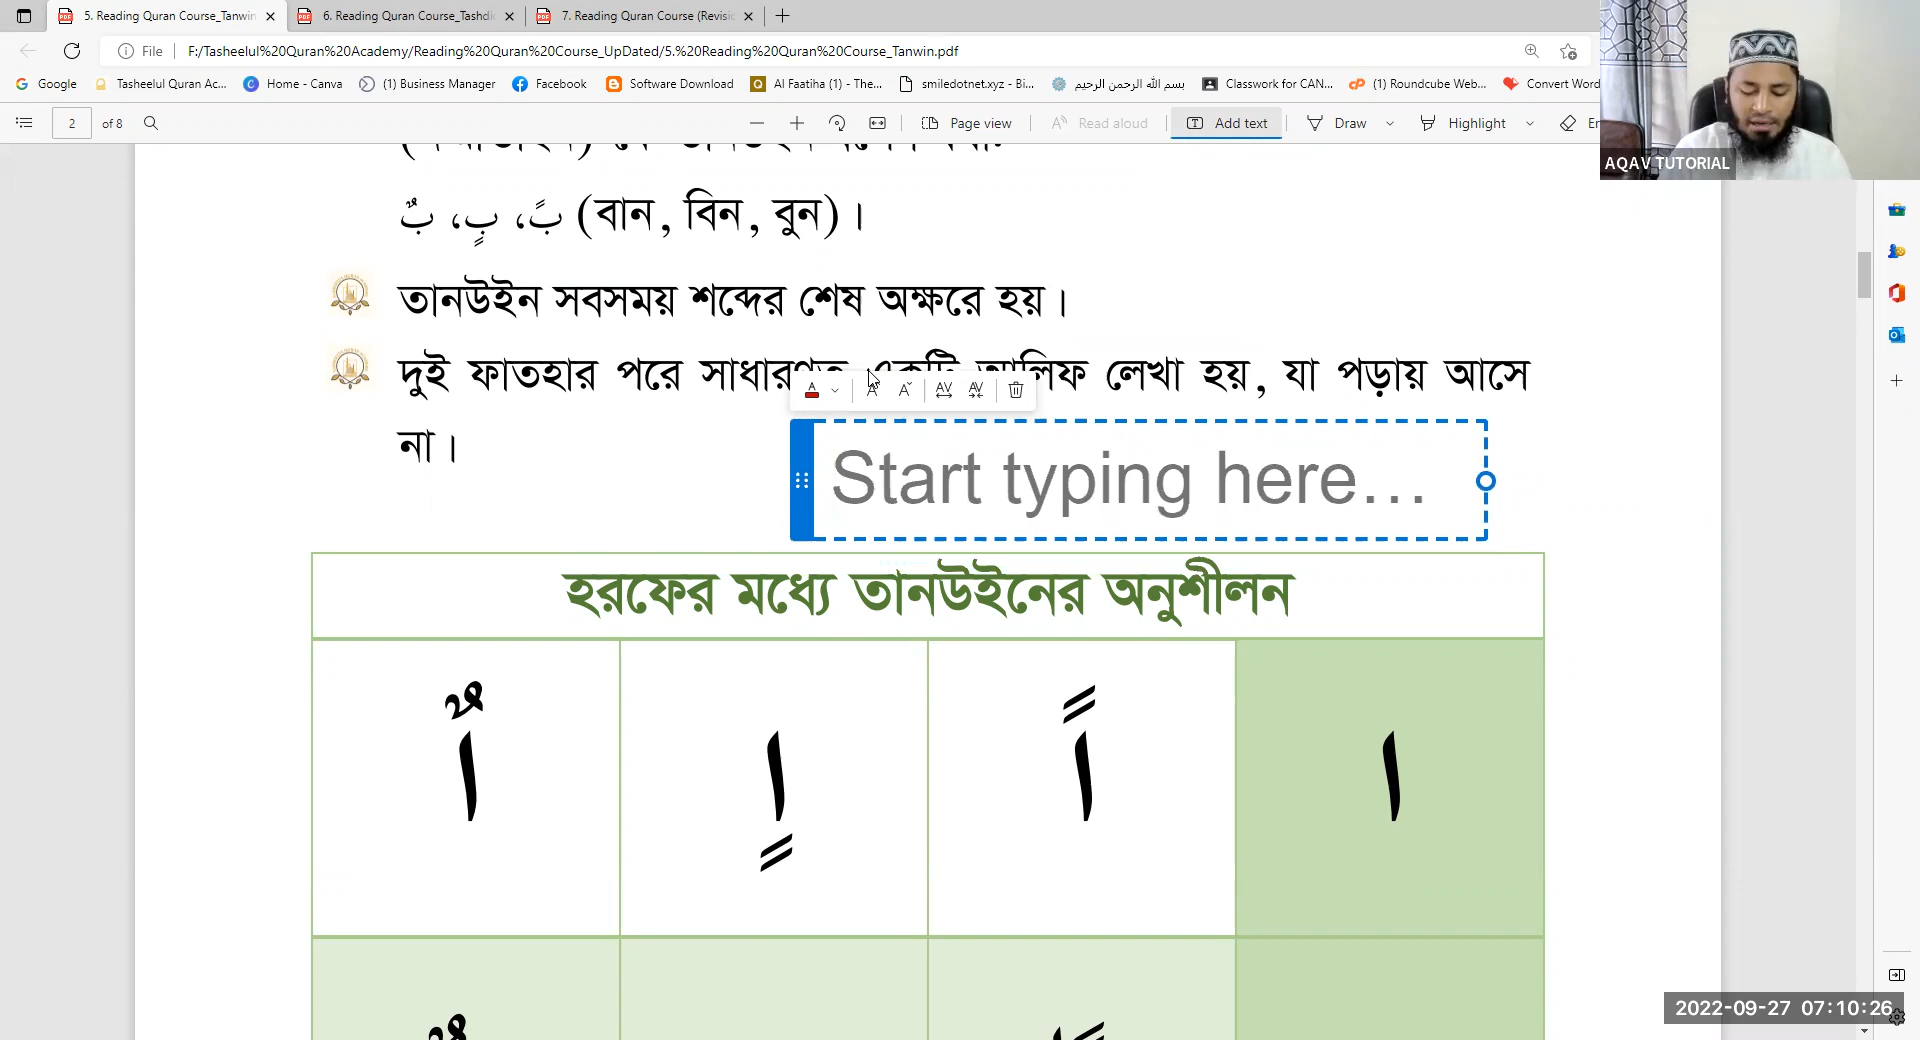 5. Reading Quran Course_Tanwin
6. Reading Quran Course_Tashdi
7. Reading Quran Course (Revisi
File
F:/Tasheelul%20Quran%20Academy/Reading%20Quran%20Course_UpDated/5.%20Reading%20Quran%20Course_Tanwin.pdf
Google
Tasheelul Quran Ac...
Home - Canva
(1) Business Manager
Facebook
Software Download
Al Faatiha (1) - The...
smiledotnet.xyz - Bi...
بسم الله الرحمن الرحيم
Classwork for CAN...
(1) Roundcube Web...
Convert Word
2 of 8
Page view
Read aloud
Add text
Draw
Highlight
AQAV TUTORIAL
بً، بٍ، بٌ (বান, বিন, বুন)।
তানউইন সবসময় শব্দের শেষ অক্ষরে হয়।
দুই ফাতহার পরে লেখা হয়, যা পড়ায় আসে
না।
Start typing here...
হরফের মধ্যে তানউইনের অনুশীলন
ا اً اٍ اٌ
2022-09-27 07:10:26